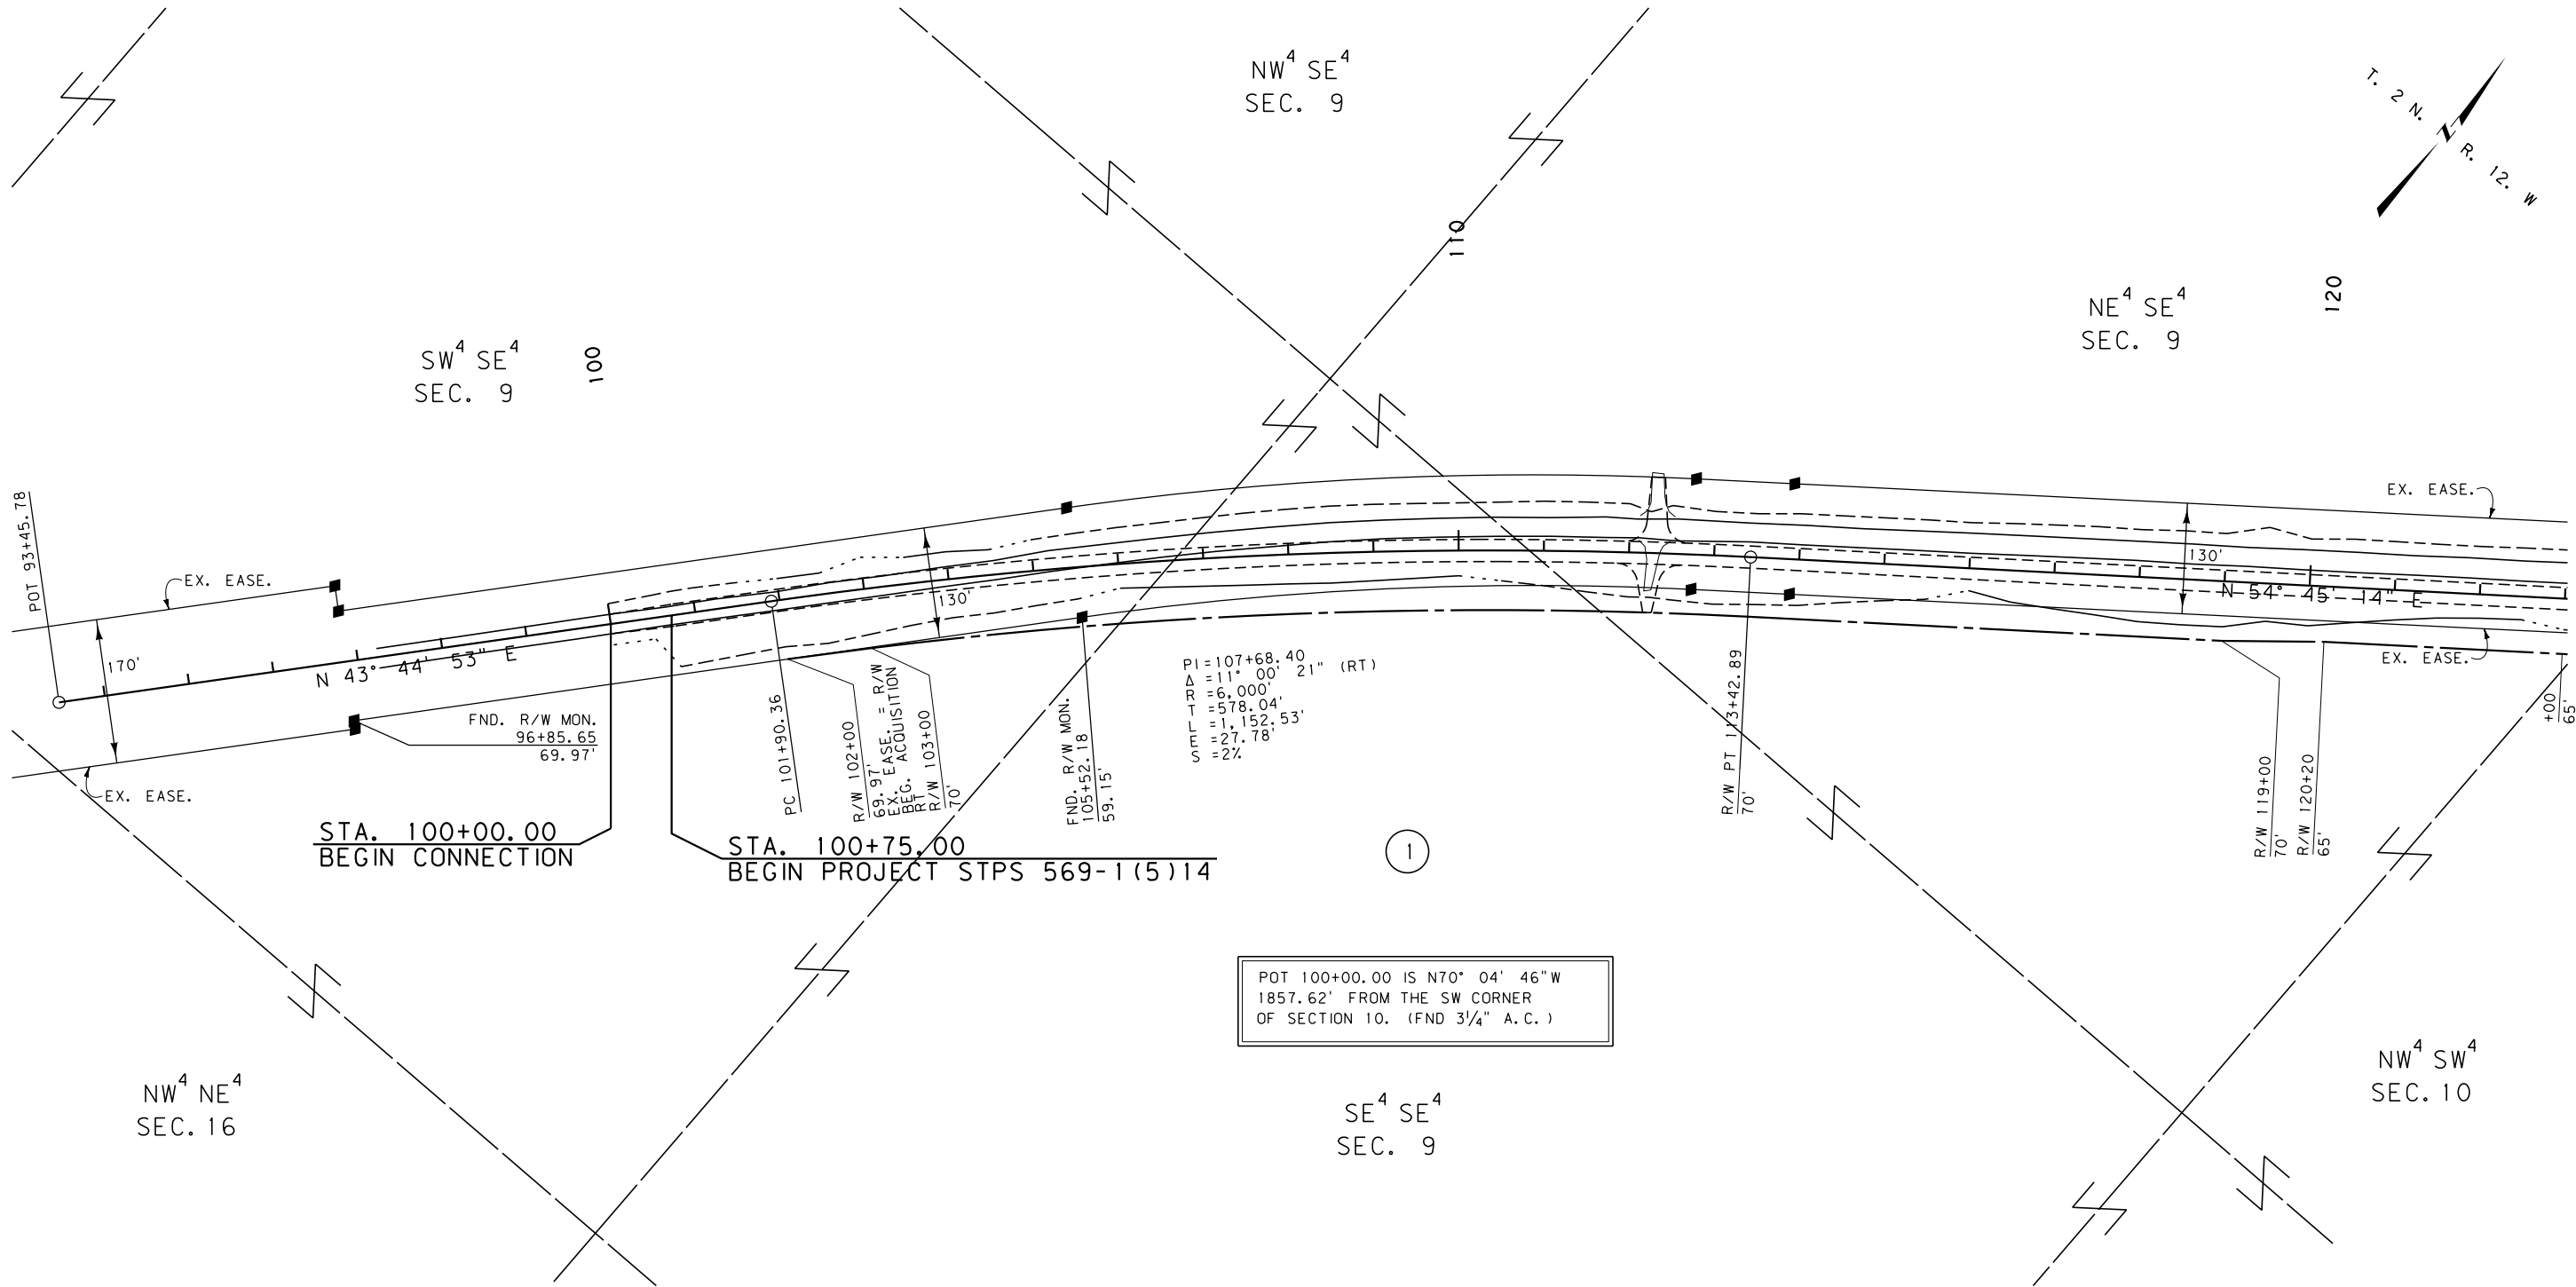 NW4 SE4
SEC. 9
T. 2 N.
R. 12. W
N
110
NE4 SE4
SEC. 9
120
SW4 SE4
SEC. 9
100
POT 93+45.78
EX. EASE.
170'
N 43° 44' 53" E
130'
EX. EASE.
130'
N 54° 45' 14" E
EX. EASE.
EX. EASE.
FND. R/W MON.
96+85.65
69.97'
PC 101+90.36
R/W 102+00
69.97'
EX. EASE. = R/W
BEG. ACQUISITION
RT
R/W 103+00
70'
FND. R/W MON.
105+52.18
59.15'
PI=107+68.40
Δ =11° 00' 21" (RT)
R =6,000'
T =578.04'
L =1,152.53'
E =27.78'
S =2%
R/W PT 113+42.89
70'
R/W 119+00
70'
R/W 120+20
65'
+00
65'
STA. 100+00.00
BEGIN CONNECTION
STA. 100+75.00
BEGIN PROJECT STPS 569-1(5)14
1
POT 100+00.00 IS N70° 04' 46"W
1857.62' FROM THE SW CORNER
OF SECTION 10. (FND 3¼" A.C.)
NW4 NE4
SEC. 16
SE4 SE4
SEC. 9
NW4 SW4
SEC. 10